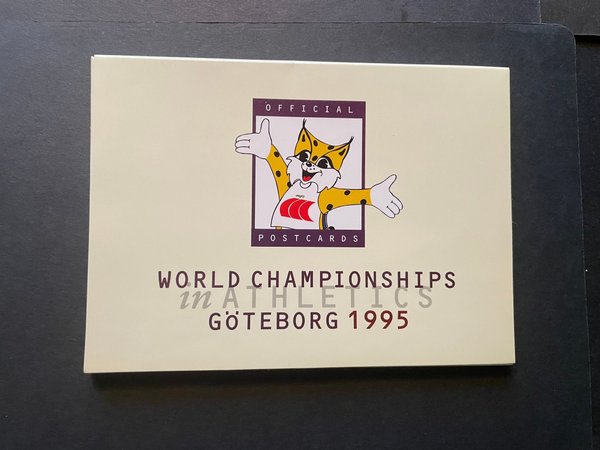 OFFICIAL
POSTCARDS
WORLD CHAMPIONSHIPS
in ATHLETICS
GÖTEBORG 1995